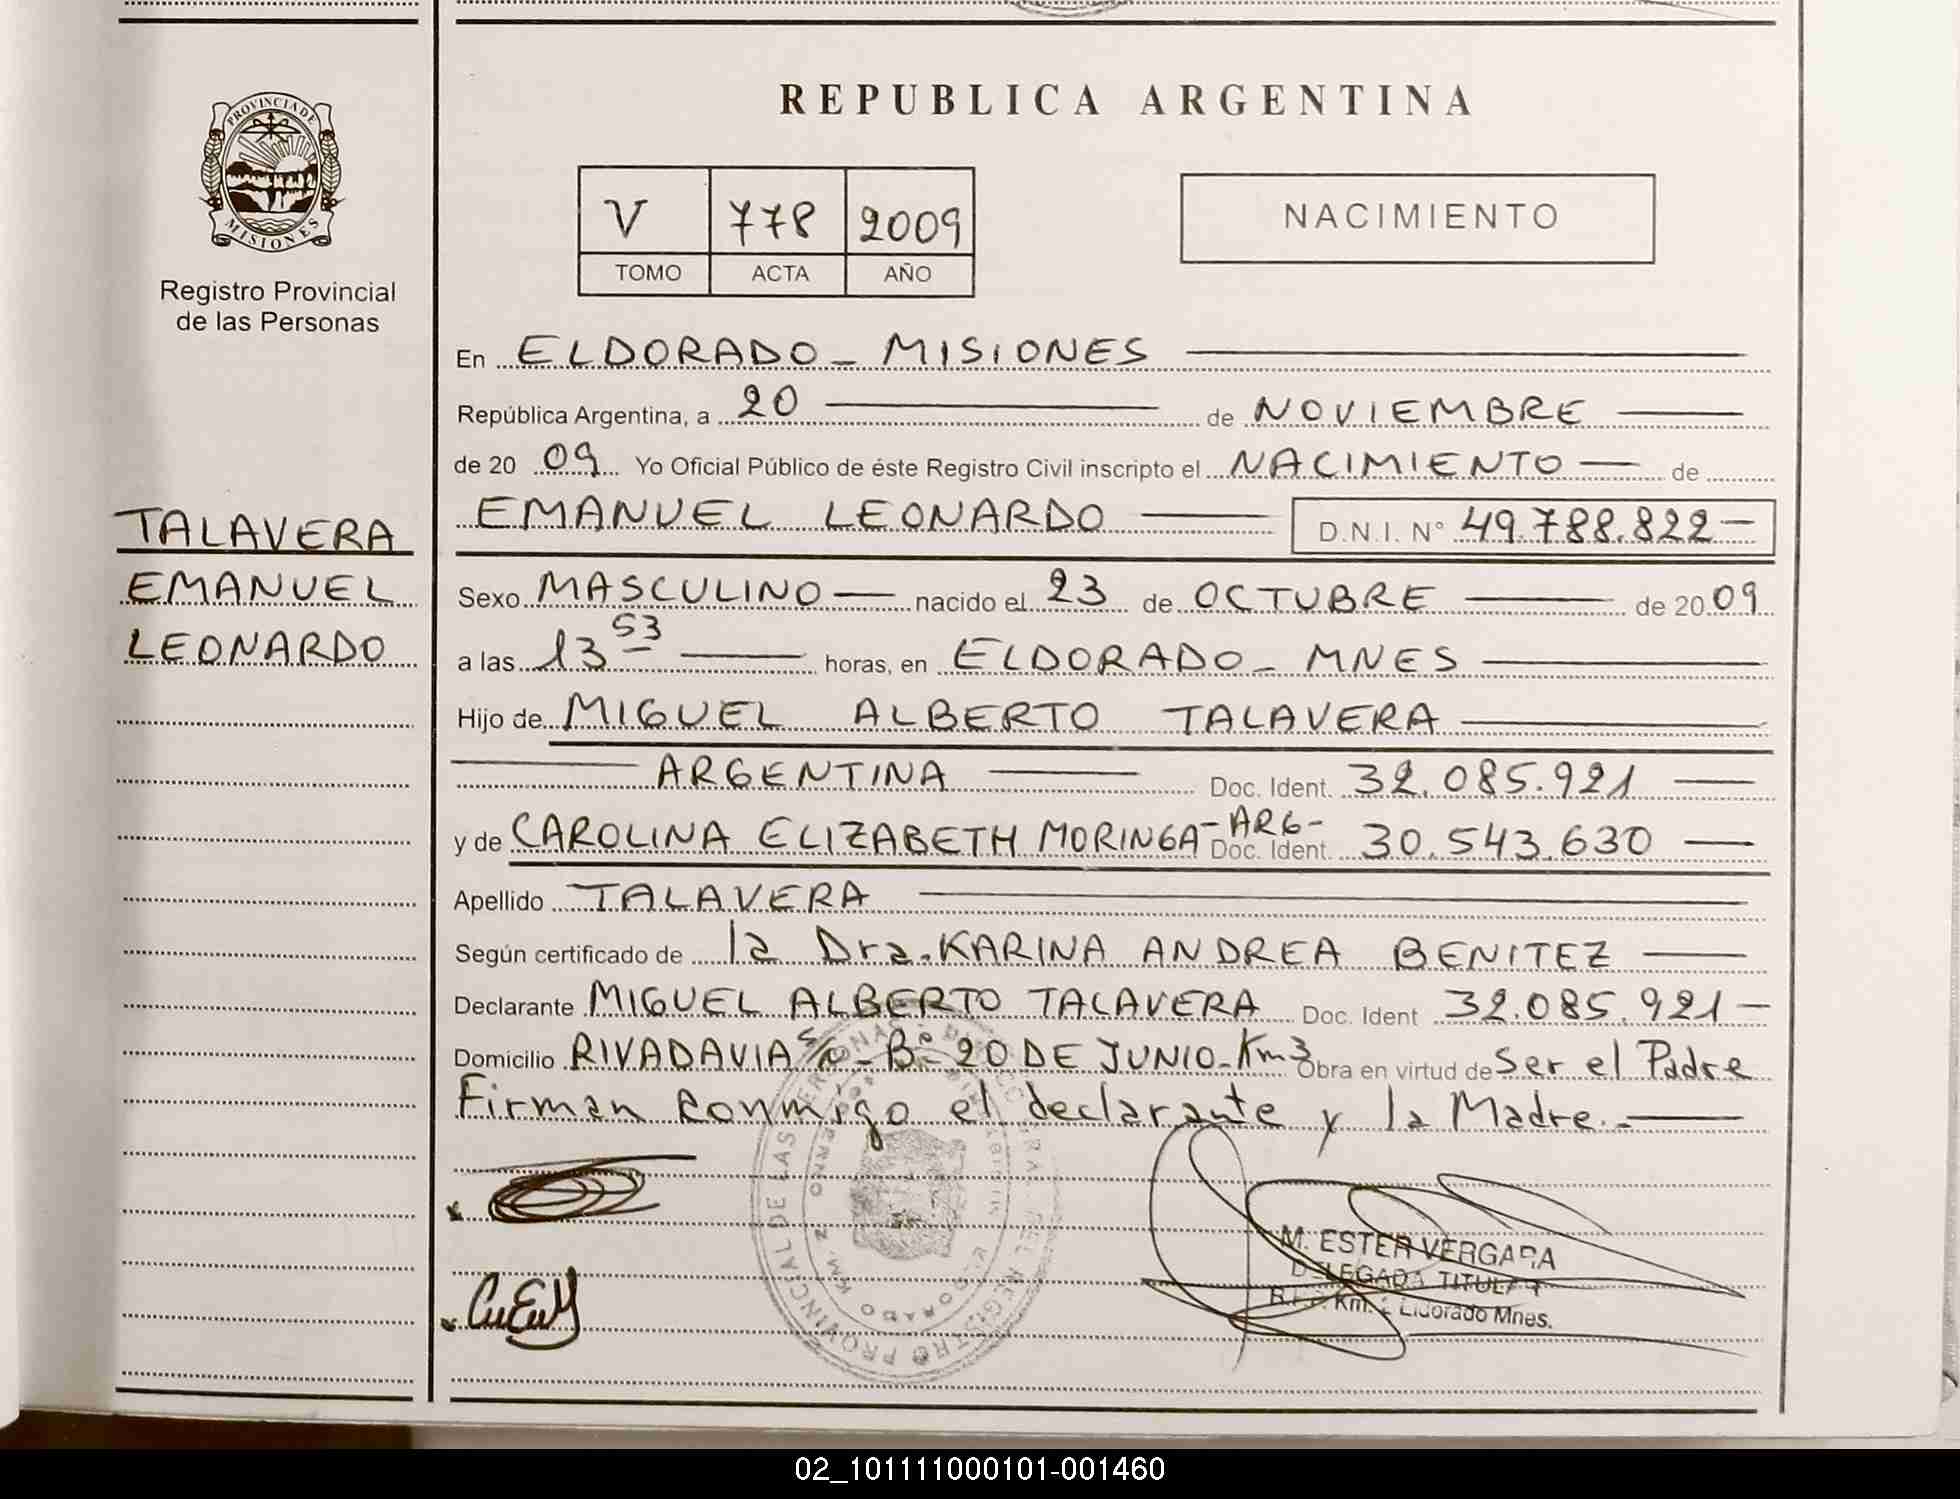 PROVINCIA DE
MISIONES
Registro Provincial
de las Personas
TALAVERA
EMANUEL
LEONARDO
REPUBLICA ARGENTINA
V 778 2009
TOMO ACTA AÑO
NACIMIENTO
En ELDORADO - MISIONES
República Argentina, a 20 de NOVIEMBRE
de 20 09 Yo Oficial Público de éste Registro Civil inscripto el NACIMIENTO de
EMANUEL LEONARDO D.N.I. N° 49.788.822
Sexo MASCULINO nacido el 23 de OCTUBRE de 20 09
a las 13 53 horas, en ELDORADO - MNES
Hijo de MIGUEL ALBERTO TALAVERA
ARGENTINA Doc. Ident. 32.085.921
y de CAROLINA ELIZABETH MORINGA - ARG - Doc. Ident. 30.543.630
Apellido TALAVERA
Según certificado de la Dra. KARINA ANDREA BENITEZ
Declarante MIGUEL ALBERTO TALAVERA Doc. Ident 32.085.921
Domicilio RIVADAVIA S/n - B° 20 DE JUNIO - Km 3 Obra en virtud de Ser el Padre
Firman conmigo el declarante y la Madre.
M. ESTER VERGARA
DELEGADA TITULAR
Eldorado Mnes.
02_101111000101-001460